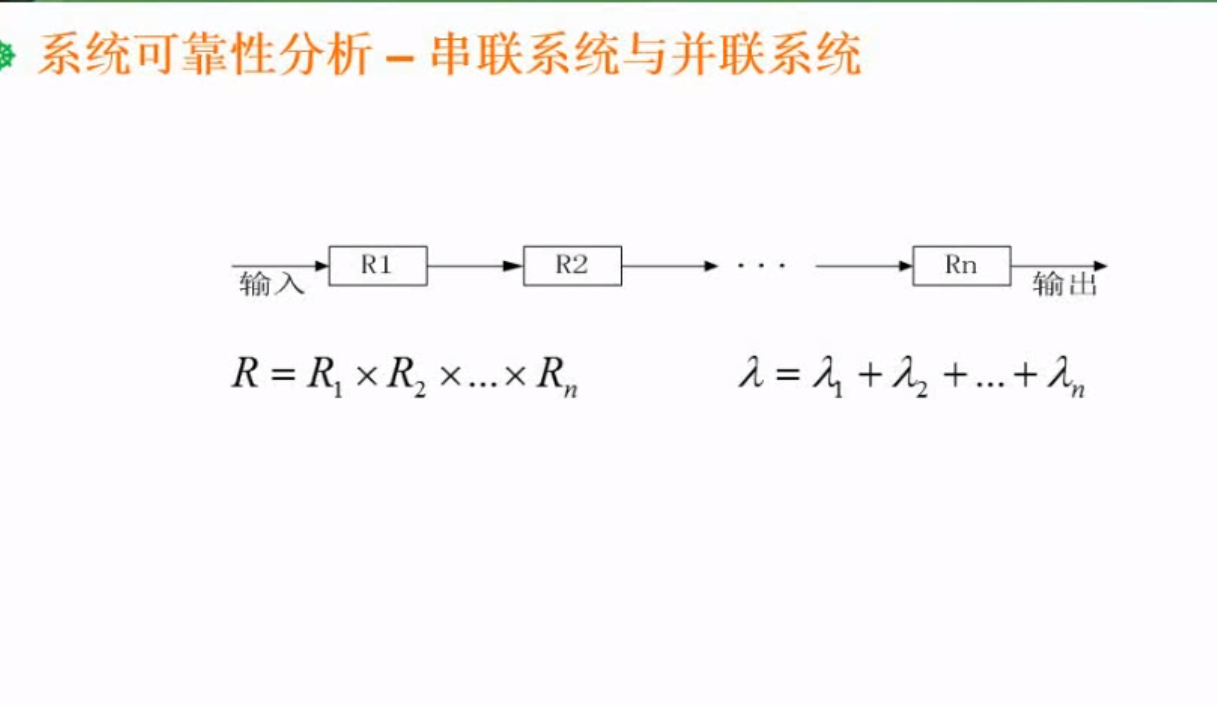 系统可靠性分析 – 串联系统与并联系统
R1 R2 · · · Rn
输入 输出
R = R₁ × R₂ × ... × Rₙ λ = λ₁ + λ₂ + ... + λₙ